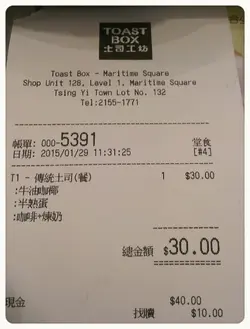 TOAST
BOX
土司工坊
Toast Box - Maritime Square
Shop Unit 128, Level 1, Maritime Square
Tsing Yi Town Lot No. 132
Tel:2155-1771
帳單: 000-5391 堂食
日期: 2015/01/29 11:31:25 [#4]
T1 - 傳統土司(餐) 1 $30.00
:牛油咖椰
:半熟蛋
:咖啡+煉奶
總金額 $30.00
現金 $40.00
找續 $10.00